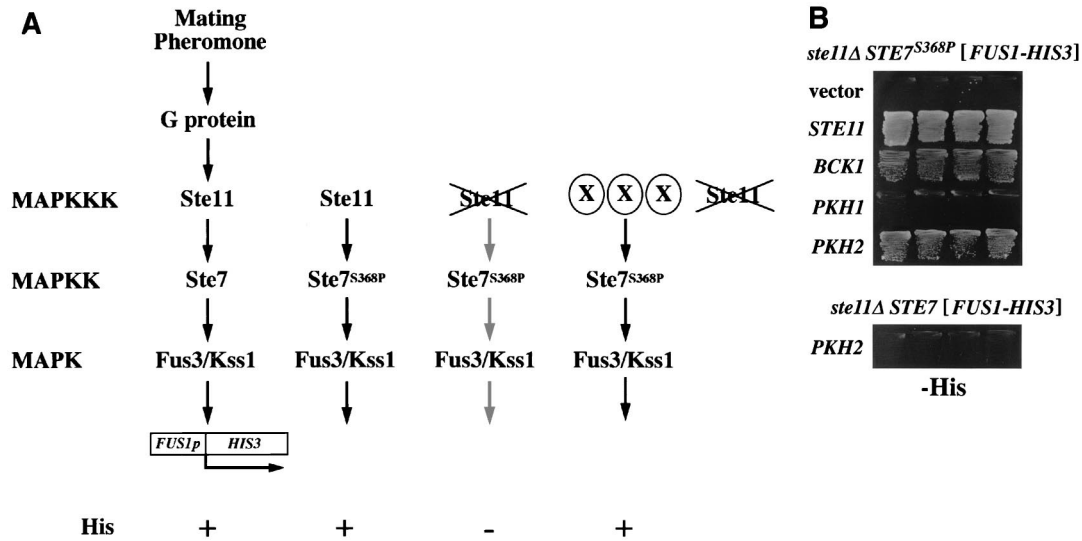 A
Mating
Pheromone
G protein
MAPKKK Ste11 Ste11 Ste11 X X X Ste11
MAPKK Ste7 Ste7S368P Ste7S368P Ste7S368P
MAPK Fus3/Kss1 Fus3/Kss1 Fus3/Kss1 Fus3/Kss1
FUS1p HIS3
His + + - +
B
ste11Δ STE7S368P [FUS1-HIS3]
vector
STE11
BCK1
PKH1
PKH2
ste11Δ STE7 [FUS1-HIS3]
PKH2
-His